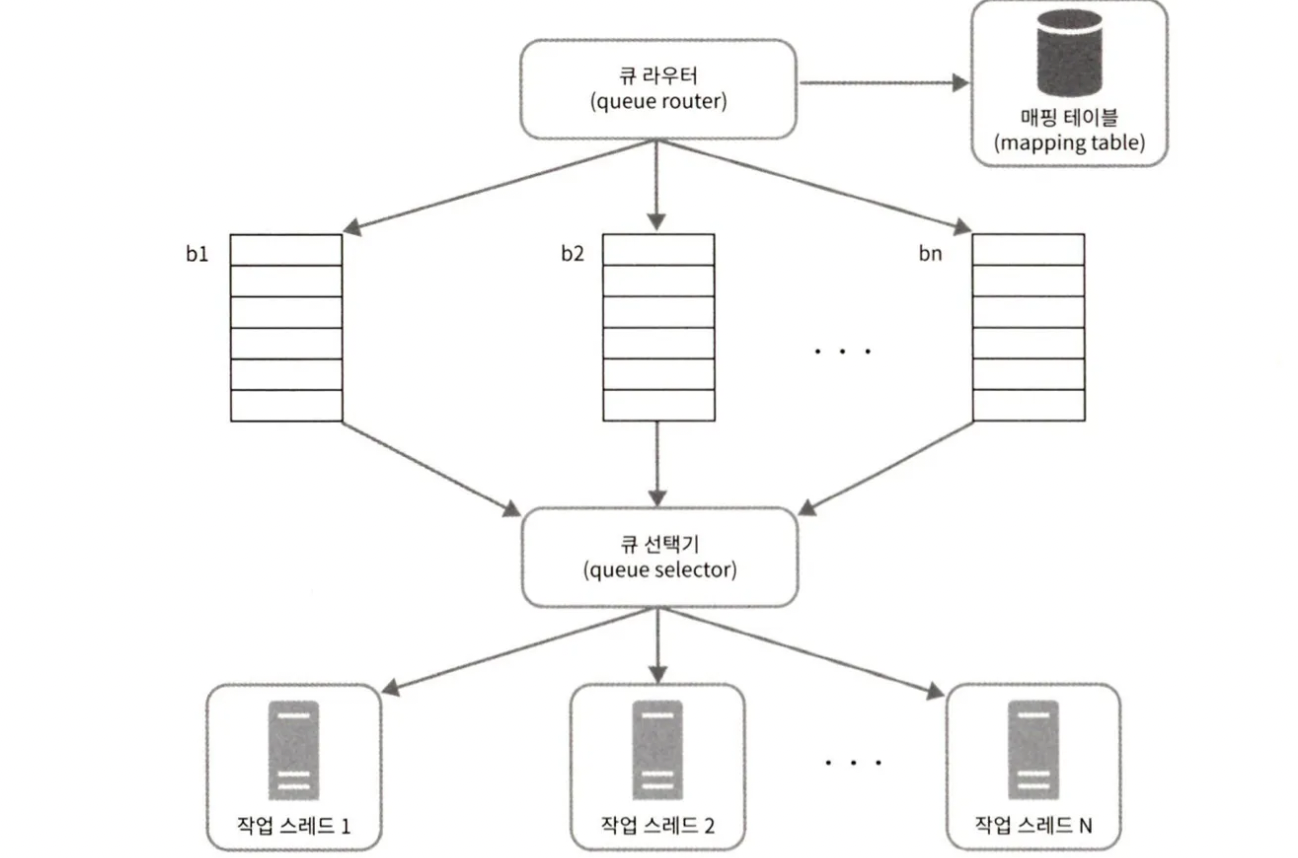 큐 라우터
(queue router)
매핑 테이블
(mapping table)
b1
b2
bn
. . .
큐 선택기
(queue selector)
작업 스레드 1
작업 스레드 2
. . .
작업 스레드 N